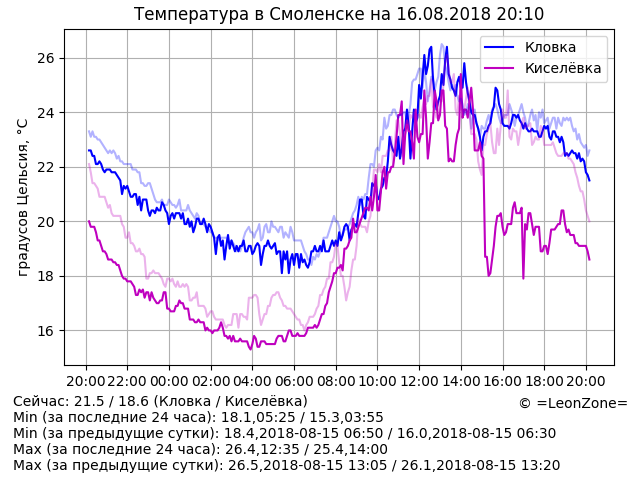 Температура в Смоленске на 16.08.2018 20:10
Кловка
Киселёвка
градусов Цельсия, °C
26
24
22
20
18
16
20:00 22:00 00:00 02:00 04:00 06:00 08:00 10:00 12:00 14:00 16:00 18:00 20:00
Сейчас: 21.5 / 18.6 (Кловка / Киселёвка)
© =LeonZone=
Min (за последние 24 часа): 18.1,05:25 / 15.3,03:55
Min (за предыдущие сутки): 18.4,2018-08-15 06:50 / 16.0,2018-08-15 06:30
Max (за последние 24 часа): 26.4,12:35 / 25.4,14:00
Max (за предыдущие сутки): 26.5,2018-08-15 13:05 / 26.1,2018-08-15 13:20